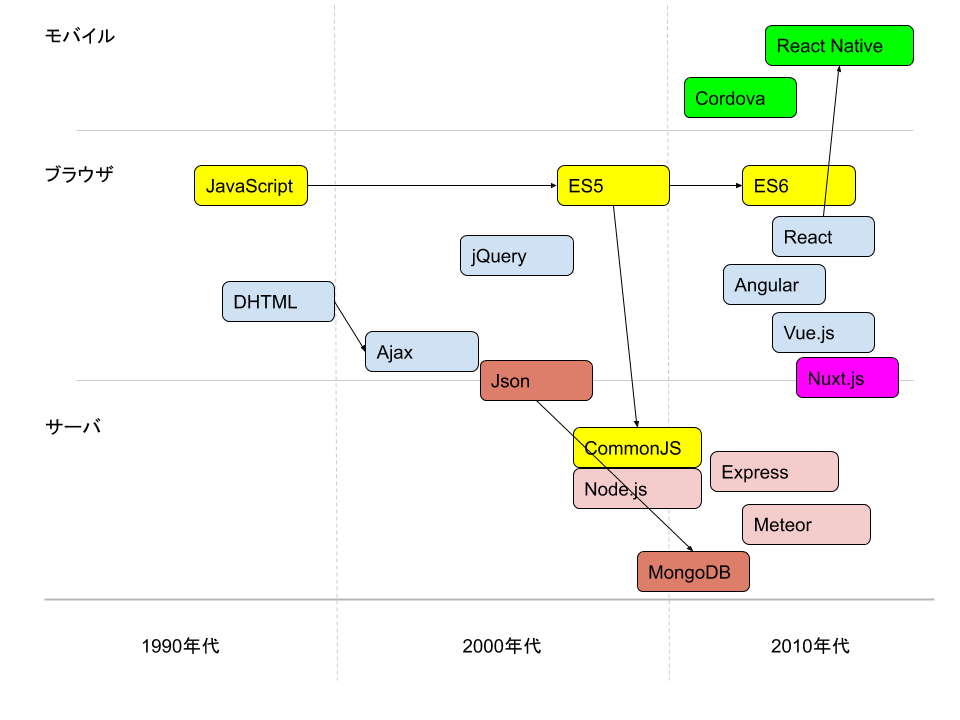 モバイル
React Native
Cordova
ブラウザ
JavaScript
ES5
ES6
React
jQuery
Angular
DHTML
Vue.js
Ajax
Json
Nuxt.js
サーバ
CommonJS
Express
Node.js
Meteor
MongoDB
1990年代
2000年代
2010年代